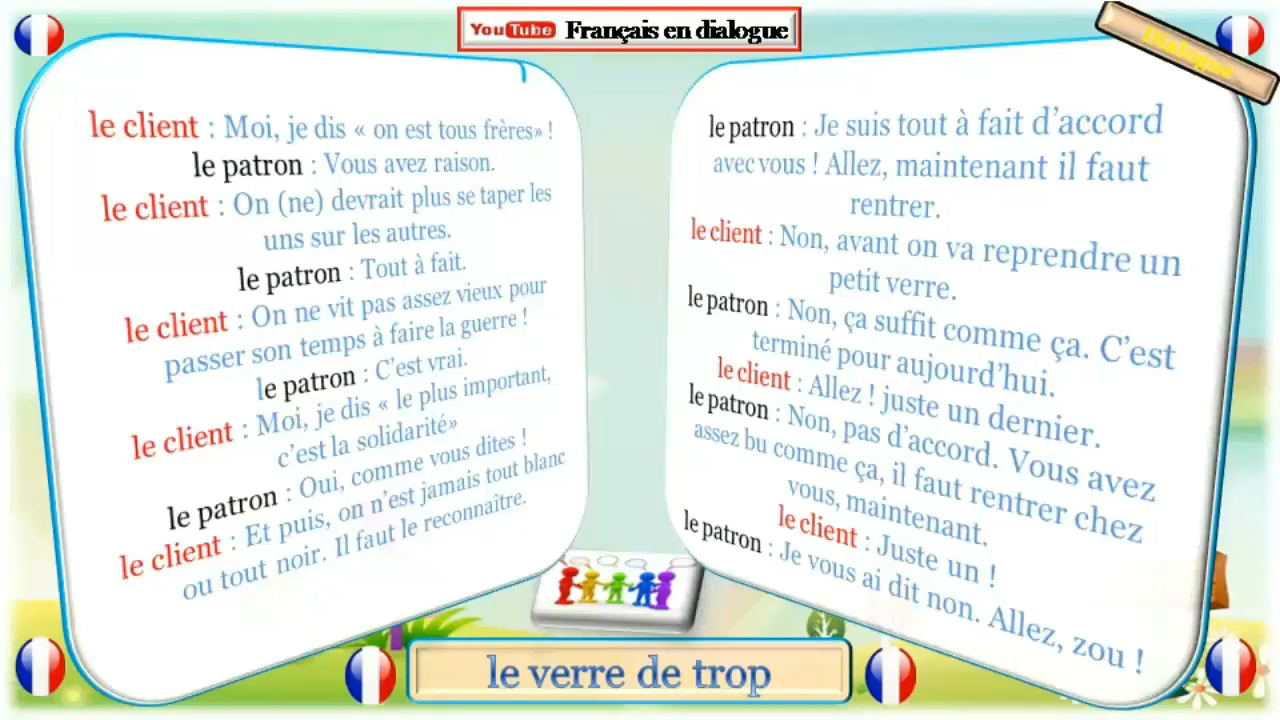 YouTube Français en dialogue
Dialogue
le client : Moi, je dis « on est tous frères» !
le patron : Vous avez raison.
le client : On (ne) devrait plus se taper les
uns sur les autres.
le patron : Tout à fait.
le client : On ne vit pas assez vieux pour
passer son temps à faire la guerre !
le patron : C'est vrai.
le client : Moi, je dis « le plus important,
c'est la solidarité»
le patron : Oui, comme vous dites !
le client : Et puis, on n'est jamais tout blanc
ou tout noir. Il faut le reconnaître.
le patron : Je suis tout à fait d'accord
avec vous ! Allez, maintenant il faut
rentrer.
le client : Non, avant on va reprendre un
petit verre.
le patron : Non, ça suffit comme ça. C'est
terminé pour aujourd'hui.
le client : Allez ! juste un dernier.
le patron : Non, pas d'accord. Vous avez
assez bu comme ça, il faut rentrer chez
vous, maintenant.
le client : Juste un !
le patron : Je vous ai dit non. Allez, zou !
le verre de trop